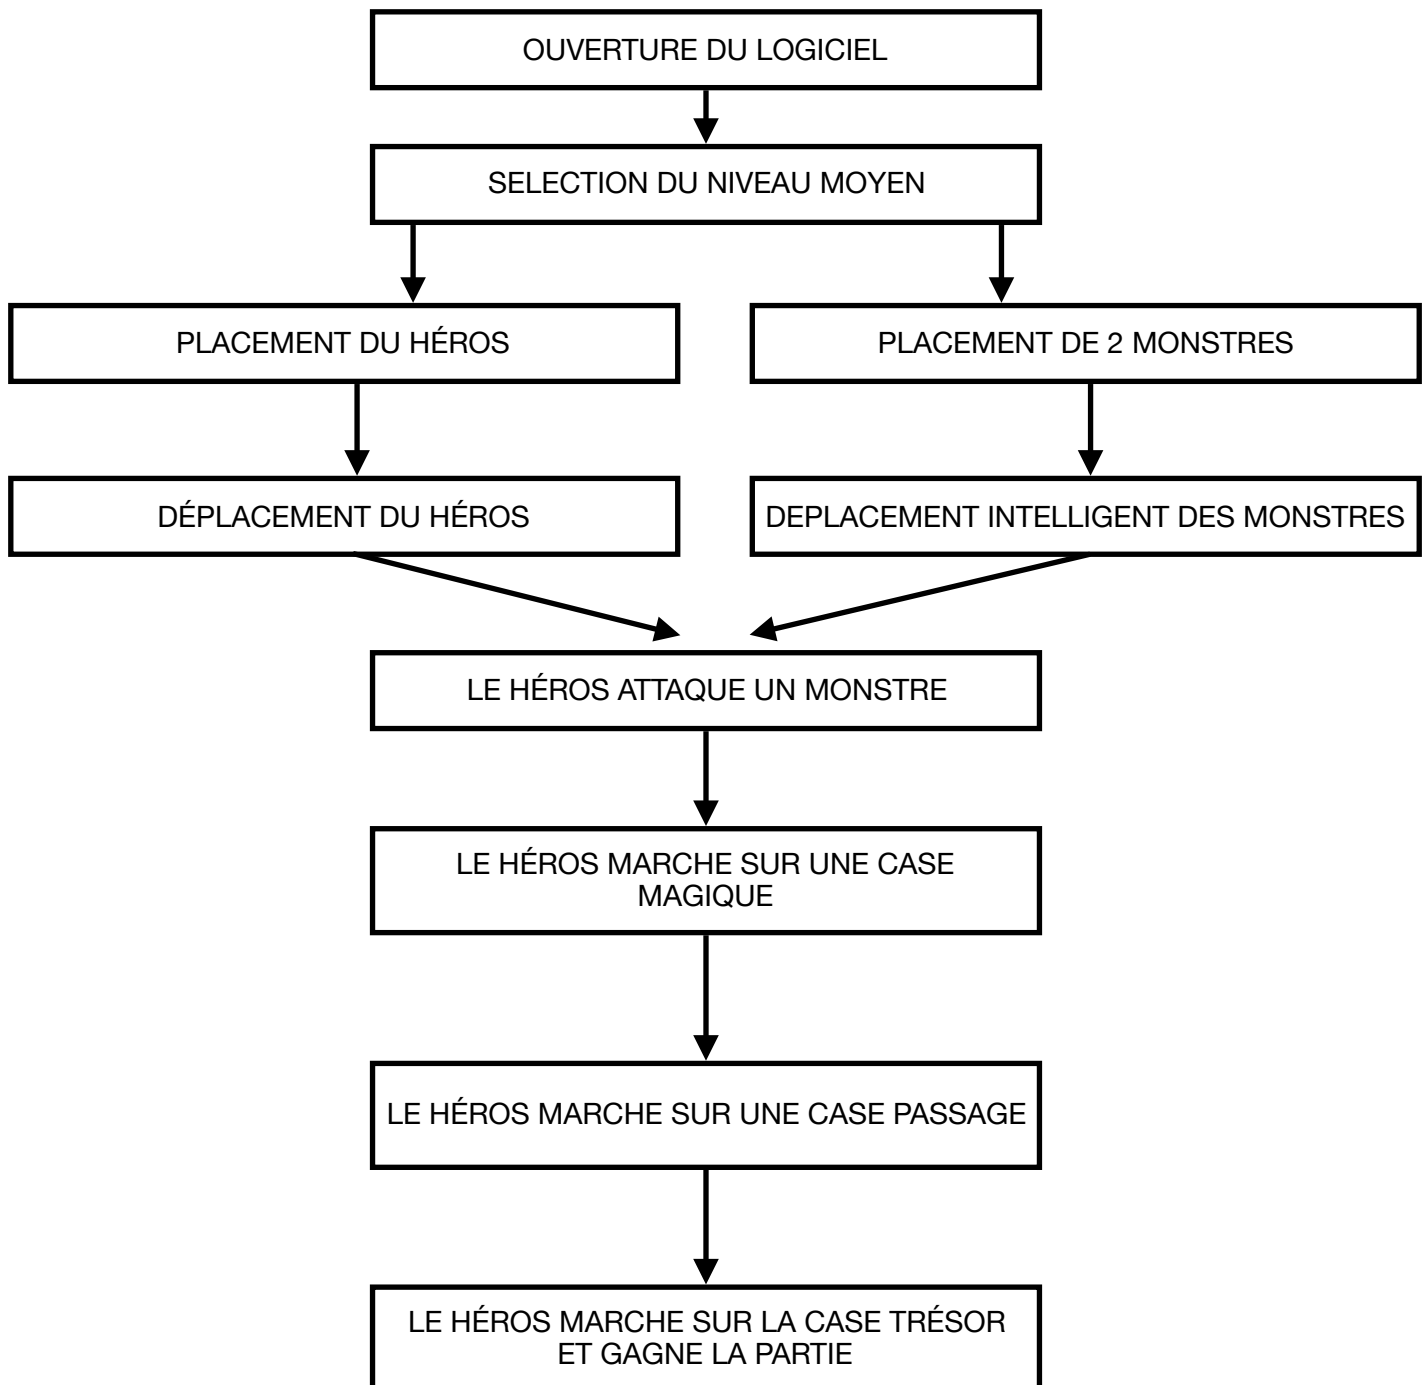 OUVERTURE DU LOGICIEL
SELECTION DU NIVEAU MOYEN
PLACEMENT DU HÉROS
PLACEMENT DE 2 MONSTRES
DÉPLACEMENT DU HÉROS
DEPLACEMENT INTELLIGENT DES MONSTRES
LE HÉROS ATTAQUE UN MONSTRE
LE HÉROS MARCHE SUR UNE CASE
MAGIQUE
LE HÉROS MARCHE SUR UNE CASE PASSAGE
LE HÉROS MARCHE SUR LA CASE TRÉSOR
ET GAGNE LA PARTIE